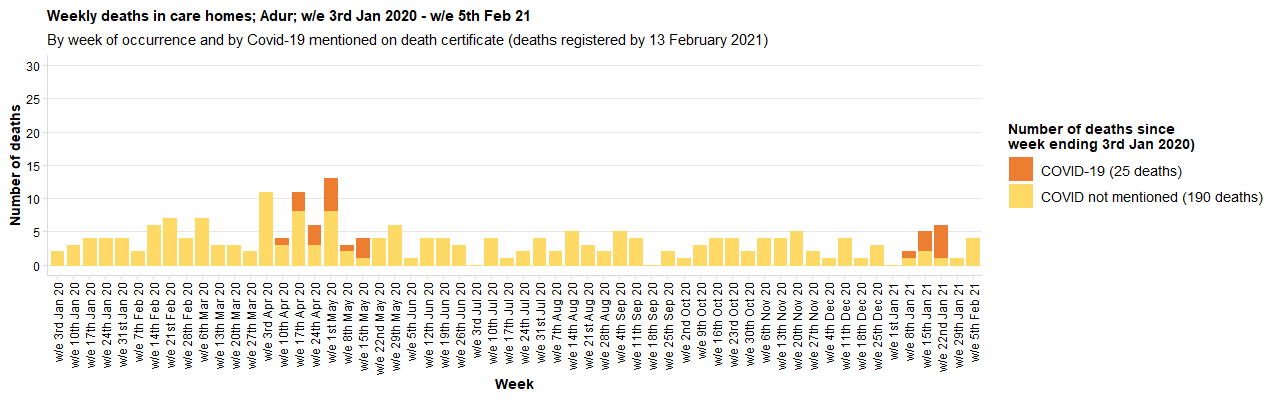 Weekly deaths in care homes; Adur; w/e 3rd Jan 2020 - w/e 5th Feb 21
By week of occurrence and by Covid-19 mentioned on death certificate (deaths registered by 13 February 2021)
Number of deaths
30
25
20
15
10
5
0
w/e 3rd Jan 20
w/e 10th Jan 20
w/e 17th Jan 20
w/e 24th Jan 20
w/e 31st Jan 20
w/e 7th Feb 20
w/e 14th Feb 20
w/e 21st Feb 20
w/e 28th Feb 20
w/e 6th Mar 20
w/e 13th Mar 20
w/e 20th Mar 20
w/e 27th Mar 20
w/e 3rd Apr 20
w/e 10th Apr 20
w/e 17th Apr 20
w/e 24th Apr 20
w/e 1st May 20
w/e 8th May 20
w/e 15th May 20
w/e 22nd May 20
w/e 29th May 20
w/e 5th Jun 20
w/e 12th Jun 20
w/e 19th Jun 20
w/e 26th Jun 20
w/e 3rd Jul 20
w/e 10th Jul 20
w/e 17th Jul 20
w/e 24th Jul 20
w/e 31st Jul 20
w/e 7th Aug 20
w/e 14th Aug 20
w/e 21st Aug 20
w/e 28th Aug 20
w/e 4th Sep 20
w/e 11th Sep 20
w/e 18th Sep 20
w/e 25th Sep 20
w/e 2nd Oct 20
w/e 9th Oct 20
w/e 16th Oct 20
w/e 23rd Oct 20
w/e 30th Oct 20
w/e 6th Nov 20
w/e 13th Nov 20
w/e 20th Nov 20
w/e 27th Nov 20
w/e 4th Dec 20
w/e 11th Dec 20
w/e 18th Dec 20
w/e 25th Dec 20
w/e 1st Jan 21
w/e 8th Jan 21
w/e 15th Jan 21
w/e 22nd Jan 21
w/e 29th Jan 21
w/e 5th Feb 21
Week
Number of deaths since
week ending 3rd Jan 2020)
COVID-19 (25 deaths)
COVID not mentioned (190 deaths)